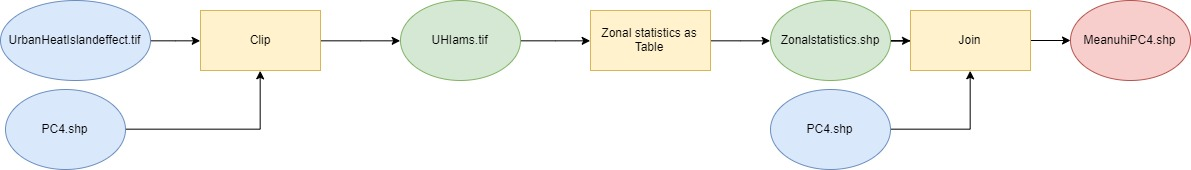 UrbanHeatIslandeffect.tif
Clip
UHIams.tif
Zonal statistics as
Table
Zonalstatistics.shp
Join
MeanuhiPC4.shp
PC4.shp
PC4.shp